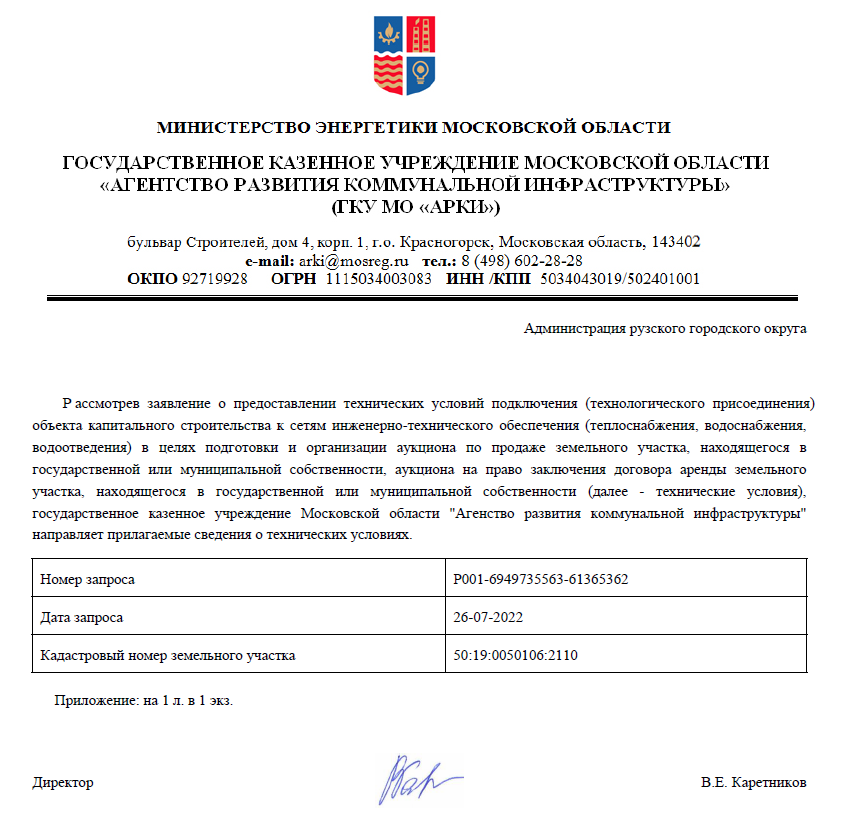 МИНИСТЕРСТВО ЭНЕРГЕТИКИ МОСКОВСКОЙ ОБЛАСТИ
ГОСУДАРСТВЕННОЕ КАЗЕННОЕ УЧРЕЖДЕНИЕ МОСКОВСКОЙ ОБЛАСТИ
«АГЕНТСТВО РАЗВИТИЯ КОММУНАЛЬНОЙ ИНФРАСТРУКТУРЫ»
(ГКУ МО «АРКИ»)
бульвар Строителей, дом 4, корп. 1, г.о. Красногорск, Московская область, 143402
e-mail: arki@mosreg.ru тел.: 8 (498) 602-28-28
ОКПО 92719928 ОГРН 1115034003083 ИНН /КПП 5034043019/502401001
Администрация рузского городского округа
Р ассмотрев заявление о предоставлении технических условий подключения (технологического присоединения)
объекта капитального строительства к сетям инженерно-технического обеспечения (теплоснабжения, водоснабжения,
водоотведения) в целях подготовки и организации аукциона по продаже земельного участка, находящегося в
государственной или муниципальной собственности, аукциона на право заключения договора аренды земельного
участка, находящегося в государственной или муниципальной собственности (далее - технические условия),
государственное казенное учреждение Московской области "Агенство развития коммунальной инфраструктуры"
направляет прилагаемые сведения о технических условиях.
Номер запроса P001-6949735563-61365362
Дата запроса 26-07-2022
Кадастровый номер земельного участка 50:19:0050106:2110
Приложение: на 1 л. в 1 экз.
Директор В.Е. Каретников